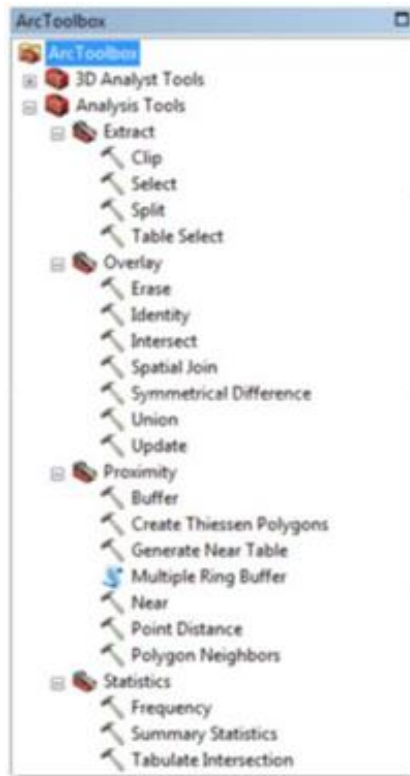 ArcToolbox
ArcToolbox
3D Analyst Tools
Analysis Tools
Extract
Clip
Select
Split
Table Select
Overlay
Erase
Identity
Intersect
Spatial Join
Symmetrical Difference
Union
Update
Proximity
Buffer
Create Thiessen Polygons
Generate Near Table
Multiple Ring Buffer
Near
Point Distance
Polygon Neighbors
Statistics
Frequency
Summary Statistics
Tabulate Intersection